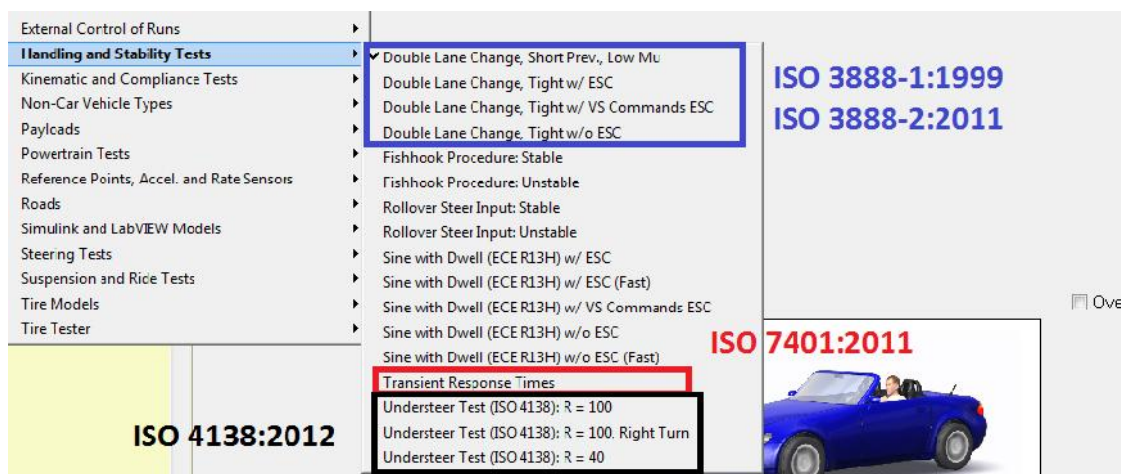 External Control of Runs
Handling and Stability Tests
Kinematic and Compliance Tests
Non-Car Vehicle Types
Payloads
Powertrain Tests
Reference Points, Accel. and Rate Sensors
Roads
Simulink and LabVIEW Models
Steering Tests
Suspension and Ride Tests
Tire Models
Tire Tester
Double Lane Change, Short Prev., Low Mu
Double Lane Change, Tight w/ ESC
Double Lane Change, Tight w/ VS Commands ESC
Double Lane Change, Tight w/o ESC
Fishhook Procedure: Stable
Fishhook Procedure: Unstable
Rollover Steer Input: Stable
Rollover Steer Input: Unstable
Sine with Dwell (ECE R13H) w/ ESC
Sine with Dwell (ECE R13H) w/ ESC (Fast)
Sine with Dwell (ECE R13H) w/ VS Commands ESC
Sine with Dwell (ECE R13H) w/o ESC
Sine with Dwell (ECE R13H) w/o ESC (Fast)
Transient Response Times
Understeer Test (ISO 4138): R = 100
Understeer Test (ISO 4138): R = 100, Right Turn
Understeer Test (ISO 4138): R = 40
ISO 3888-1:1999
ISO 3888-2:2011
Ove
ISO 7401:2011
ISO 4138:2012